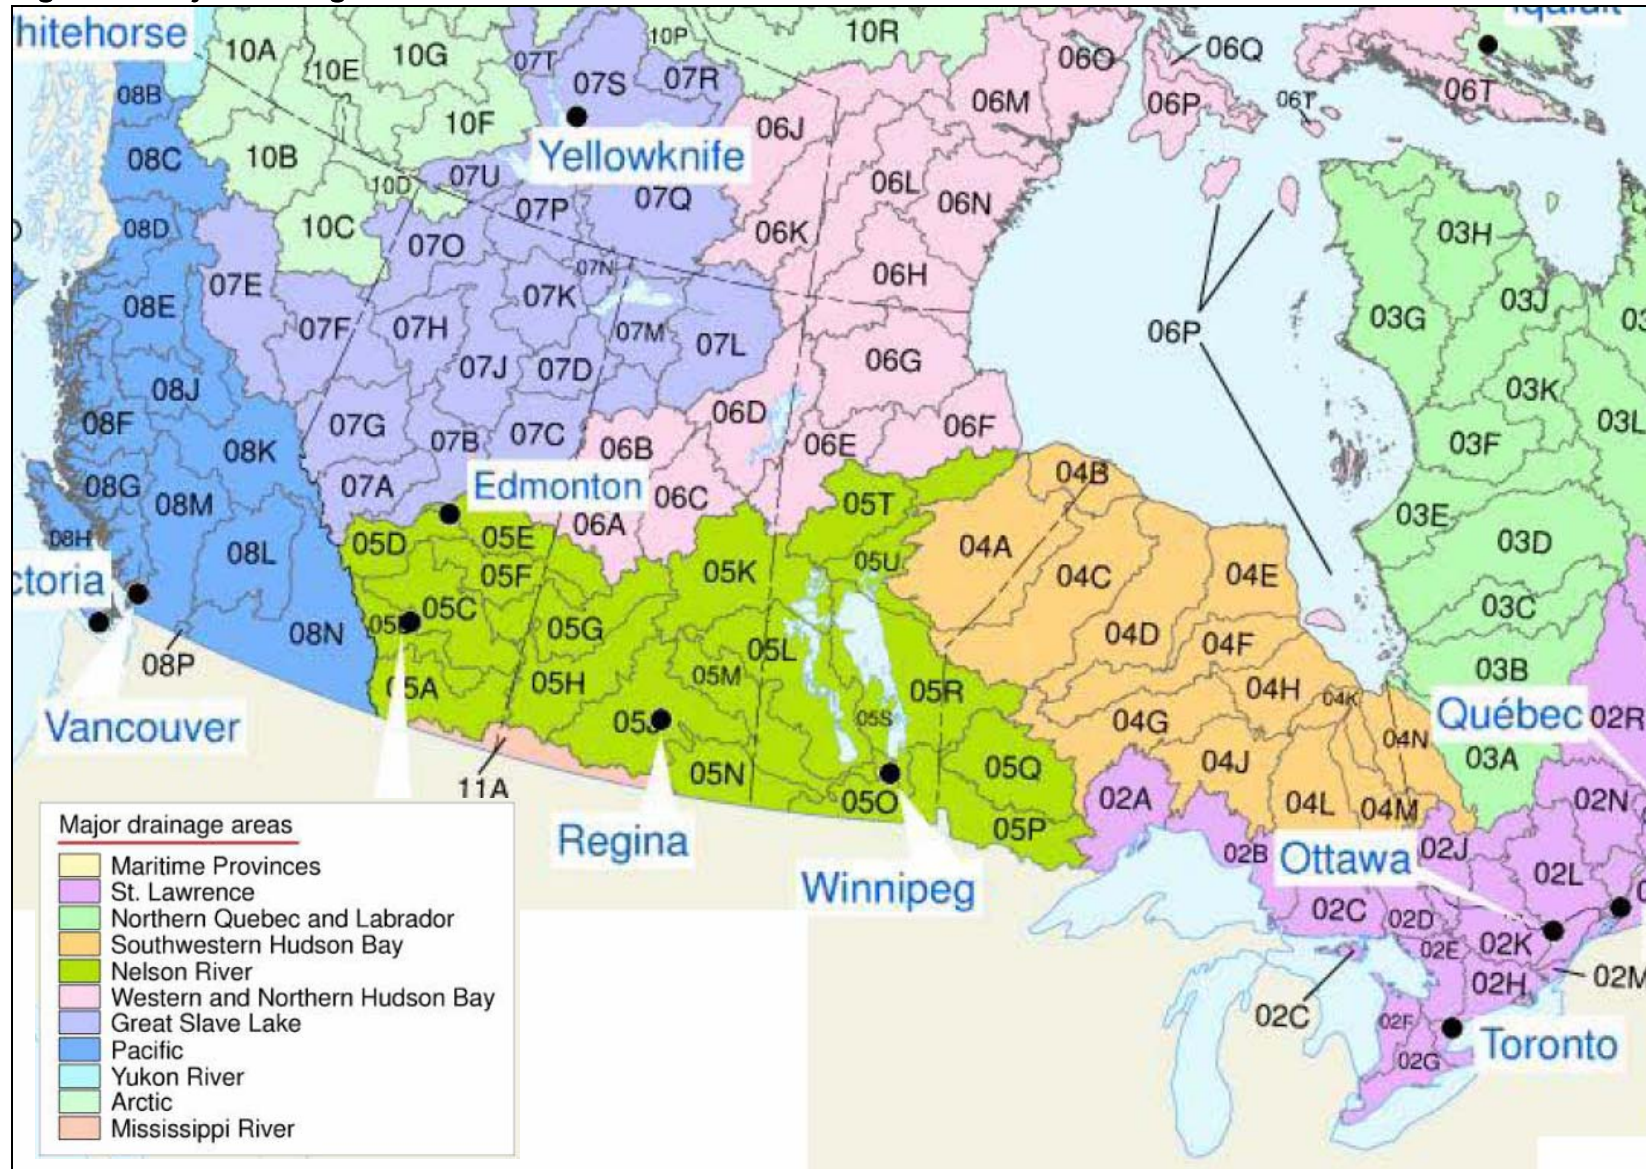 hitehorse
10A
10E
10G
10P
10R
06O
06Q
07T
07S
07R
06M
06P
06T
06T
08B
10F
06J
Yellowknife
08C
10B
10D
07U
07Q
06L
06N
08D
10C
07P
06K
03H
07O
07E
07N
06H
08E
07K
03J
07F
07H
07M
07L
06P
03G
06G
07J
07D
08J
03K
06D
08F
07G
07B
07C
06B
06E
06F
03F
03L
08K
08G
07A
Edmonton
06C
04B
08M
05T
03E
08H
05D
05E
06A
04A
03D
08L
05F
05K
05U
04C
04E
ctoria
05C
03C
08N
05G
05L
04D
04F
08P
05A
05H
05M
05R
04H
04K
03B
Vancouver
05J
05S
04G
04N
Québec
02R
11A
05N
05Q
04J
03A
05O
02A
04L
04M
02N
Regina
05P
02B
Ottawa
02J
Winnipeg
02L
02C
02D
02E
02K
02H
02M
02C
02F
Toronto
02G
Major drainage areas
Maritime Provinces
St. Lawrence
Northern Quebec and Labrador
Southwestern Hudson Bay
Nelson River
Western and Northern Hudson Bay
Great Slave Lake
Pacific
Yukon River
Arctic
Mississippi River